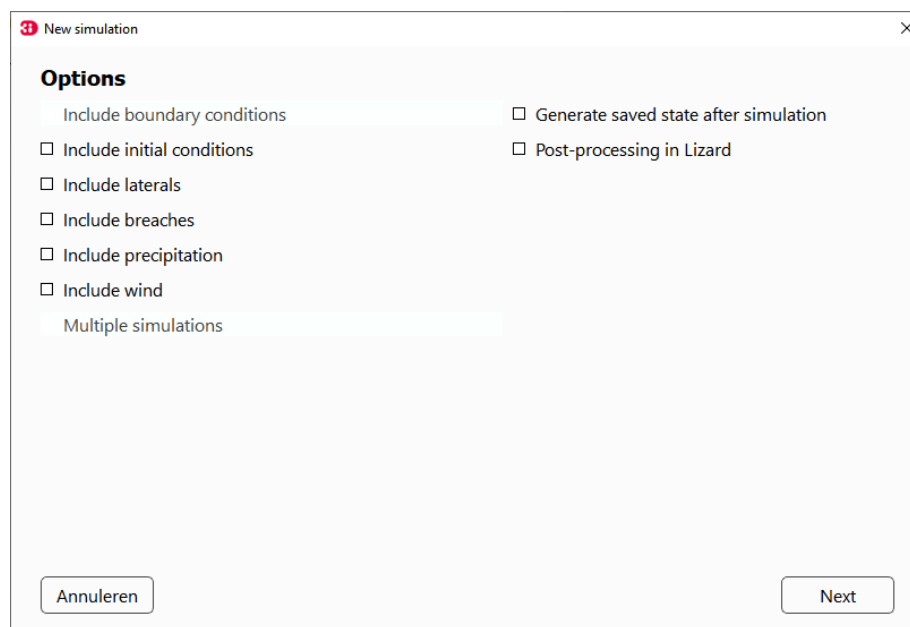 New simulation
Options
Include boundary conditions
Include initial conditions
Include laterals
Include breaches
Include precipitation
Include wind
Multiple simulations
Generate saved state after simulation
Post-processing in Lizard
Annuleren
Next